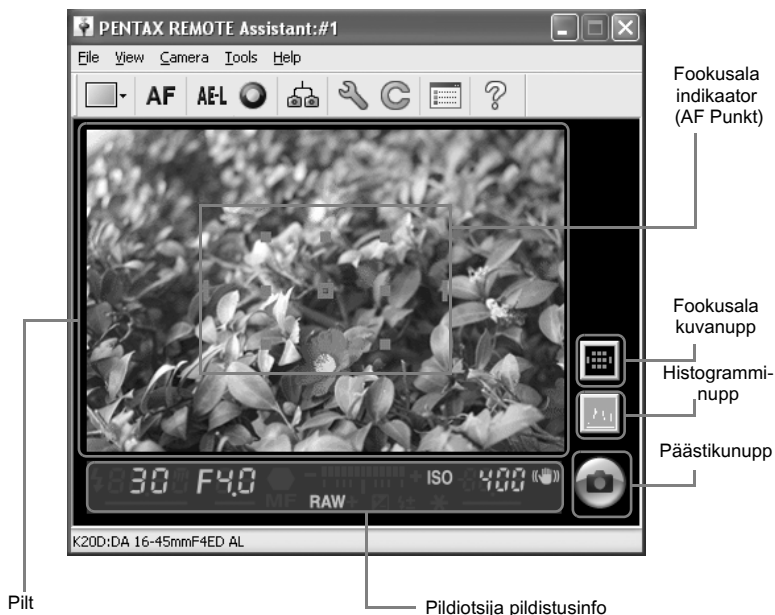 PENTAX REMOTE Assistant:#1
File View Camera Tools Help
AF AE-L
Fookusala
indikaator
(AF Punkt)
Fookusala
kuvanupp
Histogrammi-
nupp
Päästikunupp
30 F4.0 ISO 400
MF RAW
K20D:DA 16-45mmF4ED AL
Pilt
Pildiotsija pildistusinfo